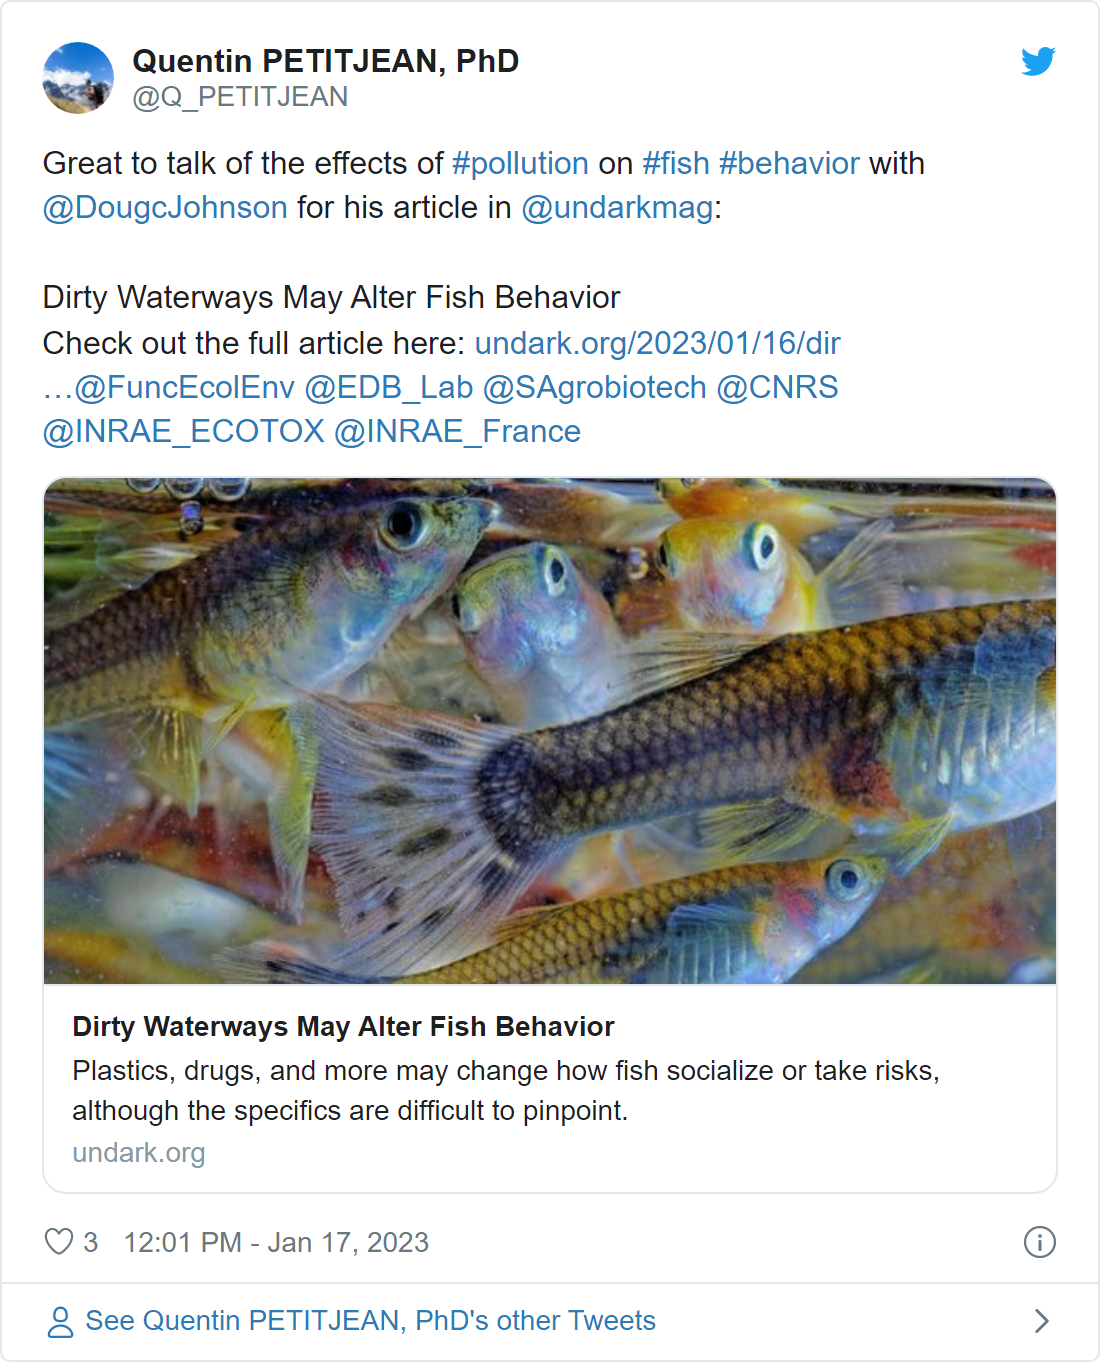 Quentin PETITJEAN, PhD
@Q_PETITJEAN
Great to talk of the effects of #pollution on #fish #behavior with
@DougcJohnson for his article in @undarkmag:
Dirty Waterways May Alter Fish Behavior
Check out the full article here: undark.org/2023/01/16/dir
…@FuncEcolEnv @EDB_Lab @SAgrobiotech @CNRS
@INRAE_ECOTOX @INRAE_France
Dirty Waterways May Alter Fish Behavior
Plastics, drugs, and more may change how fish socialize or take risks,
although the specifics are difficult to pinpoint.
undark.org
3 12:01 PM - Jan 17, 2023
See Quentin PETITJEAN, PhD's other Tweets